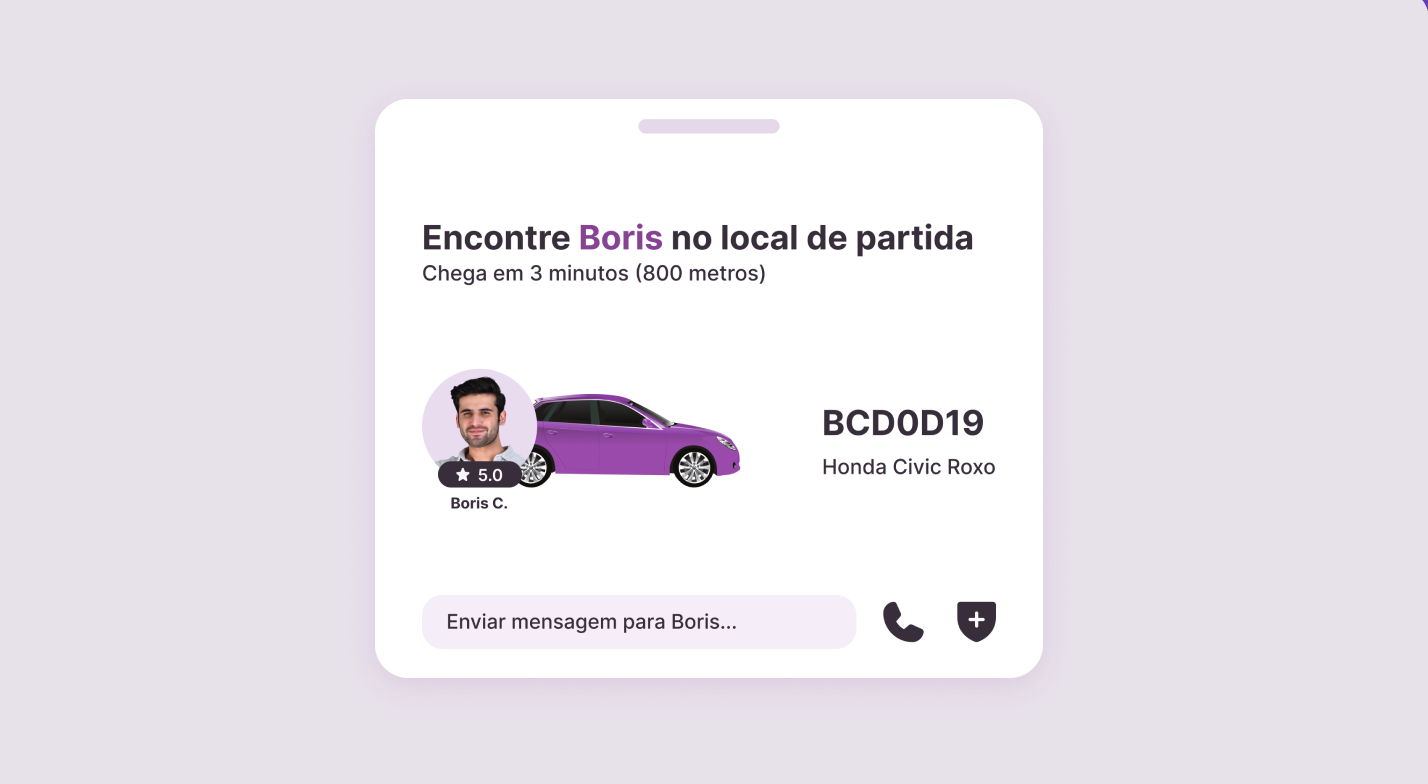 Encontre Boris no local de partida
Chega em 3 minutos (800 metros)
5.0
Boris C.
BCD0D19
Honda Civic Roxo
Enviar mensagem para Boris...